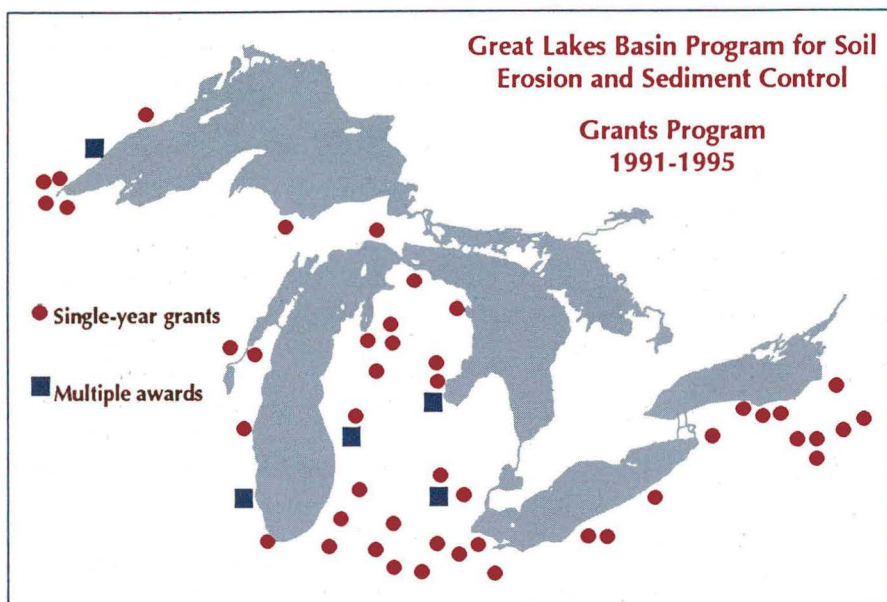 Great Lakes Basin Program for Soil
Erosion and Sediment Control
Grants Program
1991-1995
Single-year grants
Multiple awards